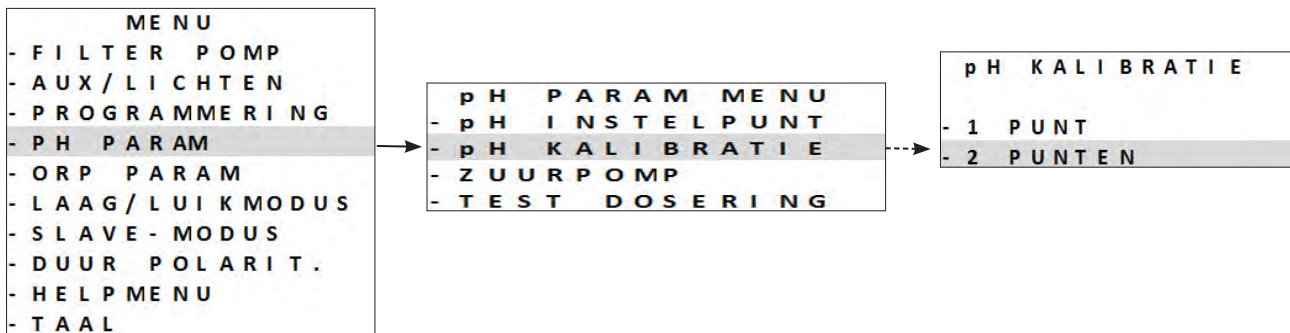 MENU
- FILTER POMP
- AUX/LICHTEN
- PROGRAMMERING
- PH PARAM
- ORP PARAM
- LAAG/LUIKMODUS
- SLAVE-MODUS
- DUUR POLARIT.
- HELPMENU
- TAAL
pH PARAM MENU
- pH INSTELPUNT
- pH KALIBRATIE
- ZUURPOMP
- TEST DOSERING
pH KALIBRATIE
- 1 PUNT
- 2 PUNTEN